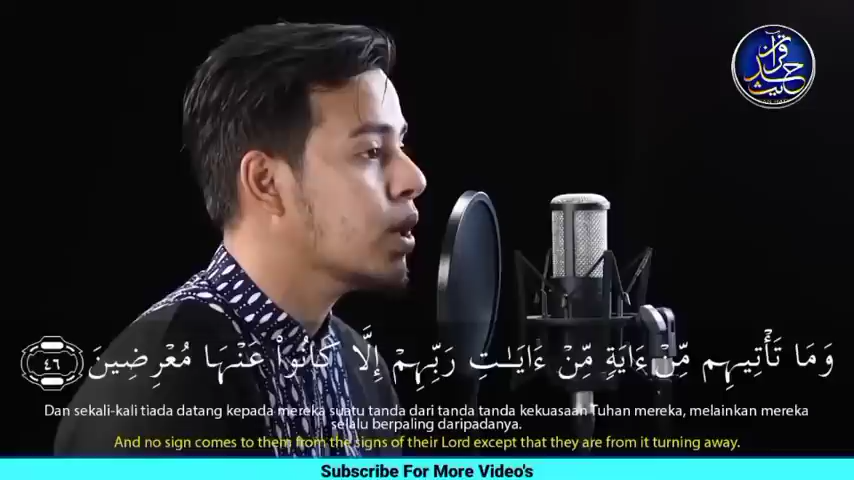 قرآن
حدیث
وَمَا تَأْتِيهِم مِّنْ ءَايَةٍ مِّنْ ءَايَـٰتِ رَبِّهِمْ إِلَّا كَانُوا۟ عَنْهَا مُعْرِضِينَ ٤٦
Dan sekali-kali tiada datang kepada mereka suatu tanda dari tanda tanda kekuasaan Tuhan mereka, melainkan mereka
selalu berpaling daripadanya.
And no sign comes to them from the signs of their Lord except that they are from it turning away.
Subscribe For More Video's